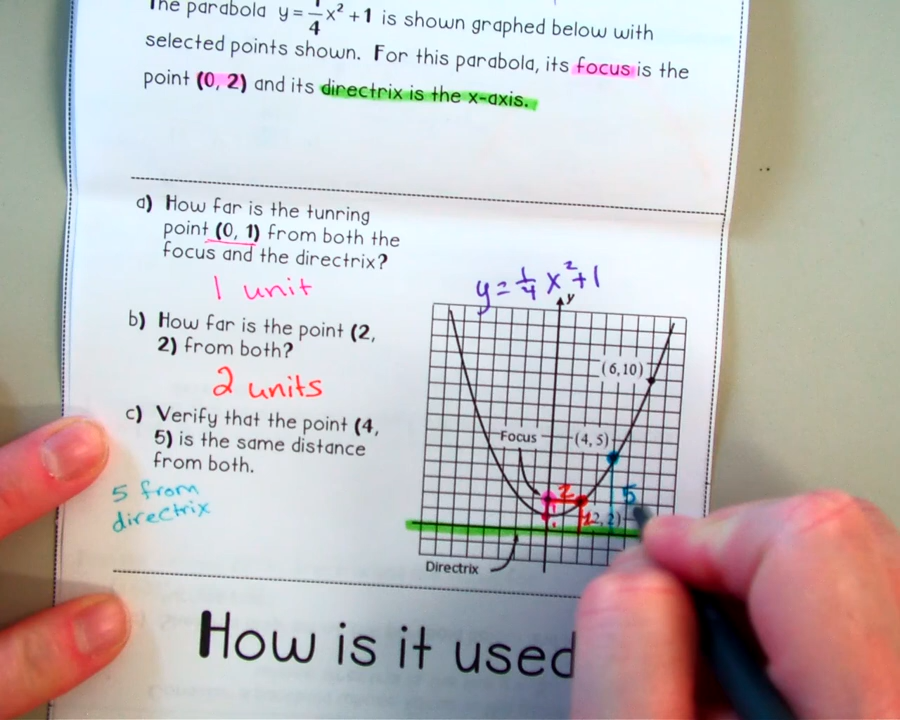 The parabola y = 1/4 x² + 1 is shown graphed below with
selected points shown. For this parabola, its focus is the
point (0, 2) and its directrix is the x-axis.
a) How far is the tunring
point (0, 1) from both the
focus and the directrix?
1 unit
b) How far is the point (2,
2) from both?
2 units
c) Verify that the point (4,
5) is the same distance
from both.
5 from
directrix
y = 1/4 x² + 1
y
(6,10)
Focus
(4, 5)
2
5
(2,2)
Directrix
How is it used